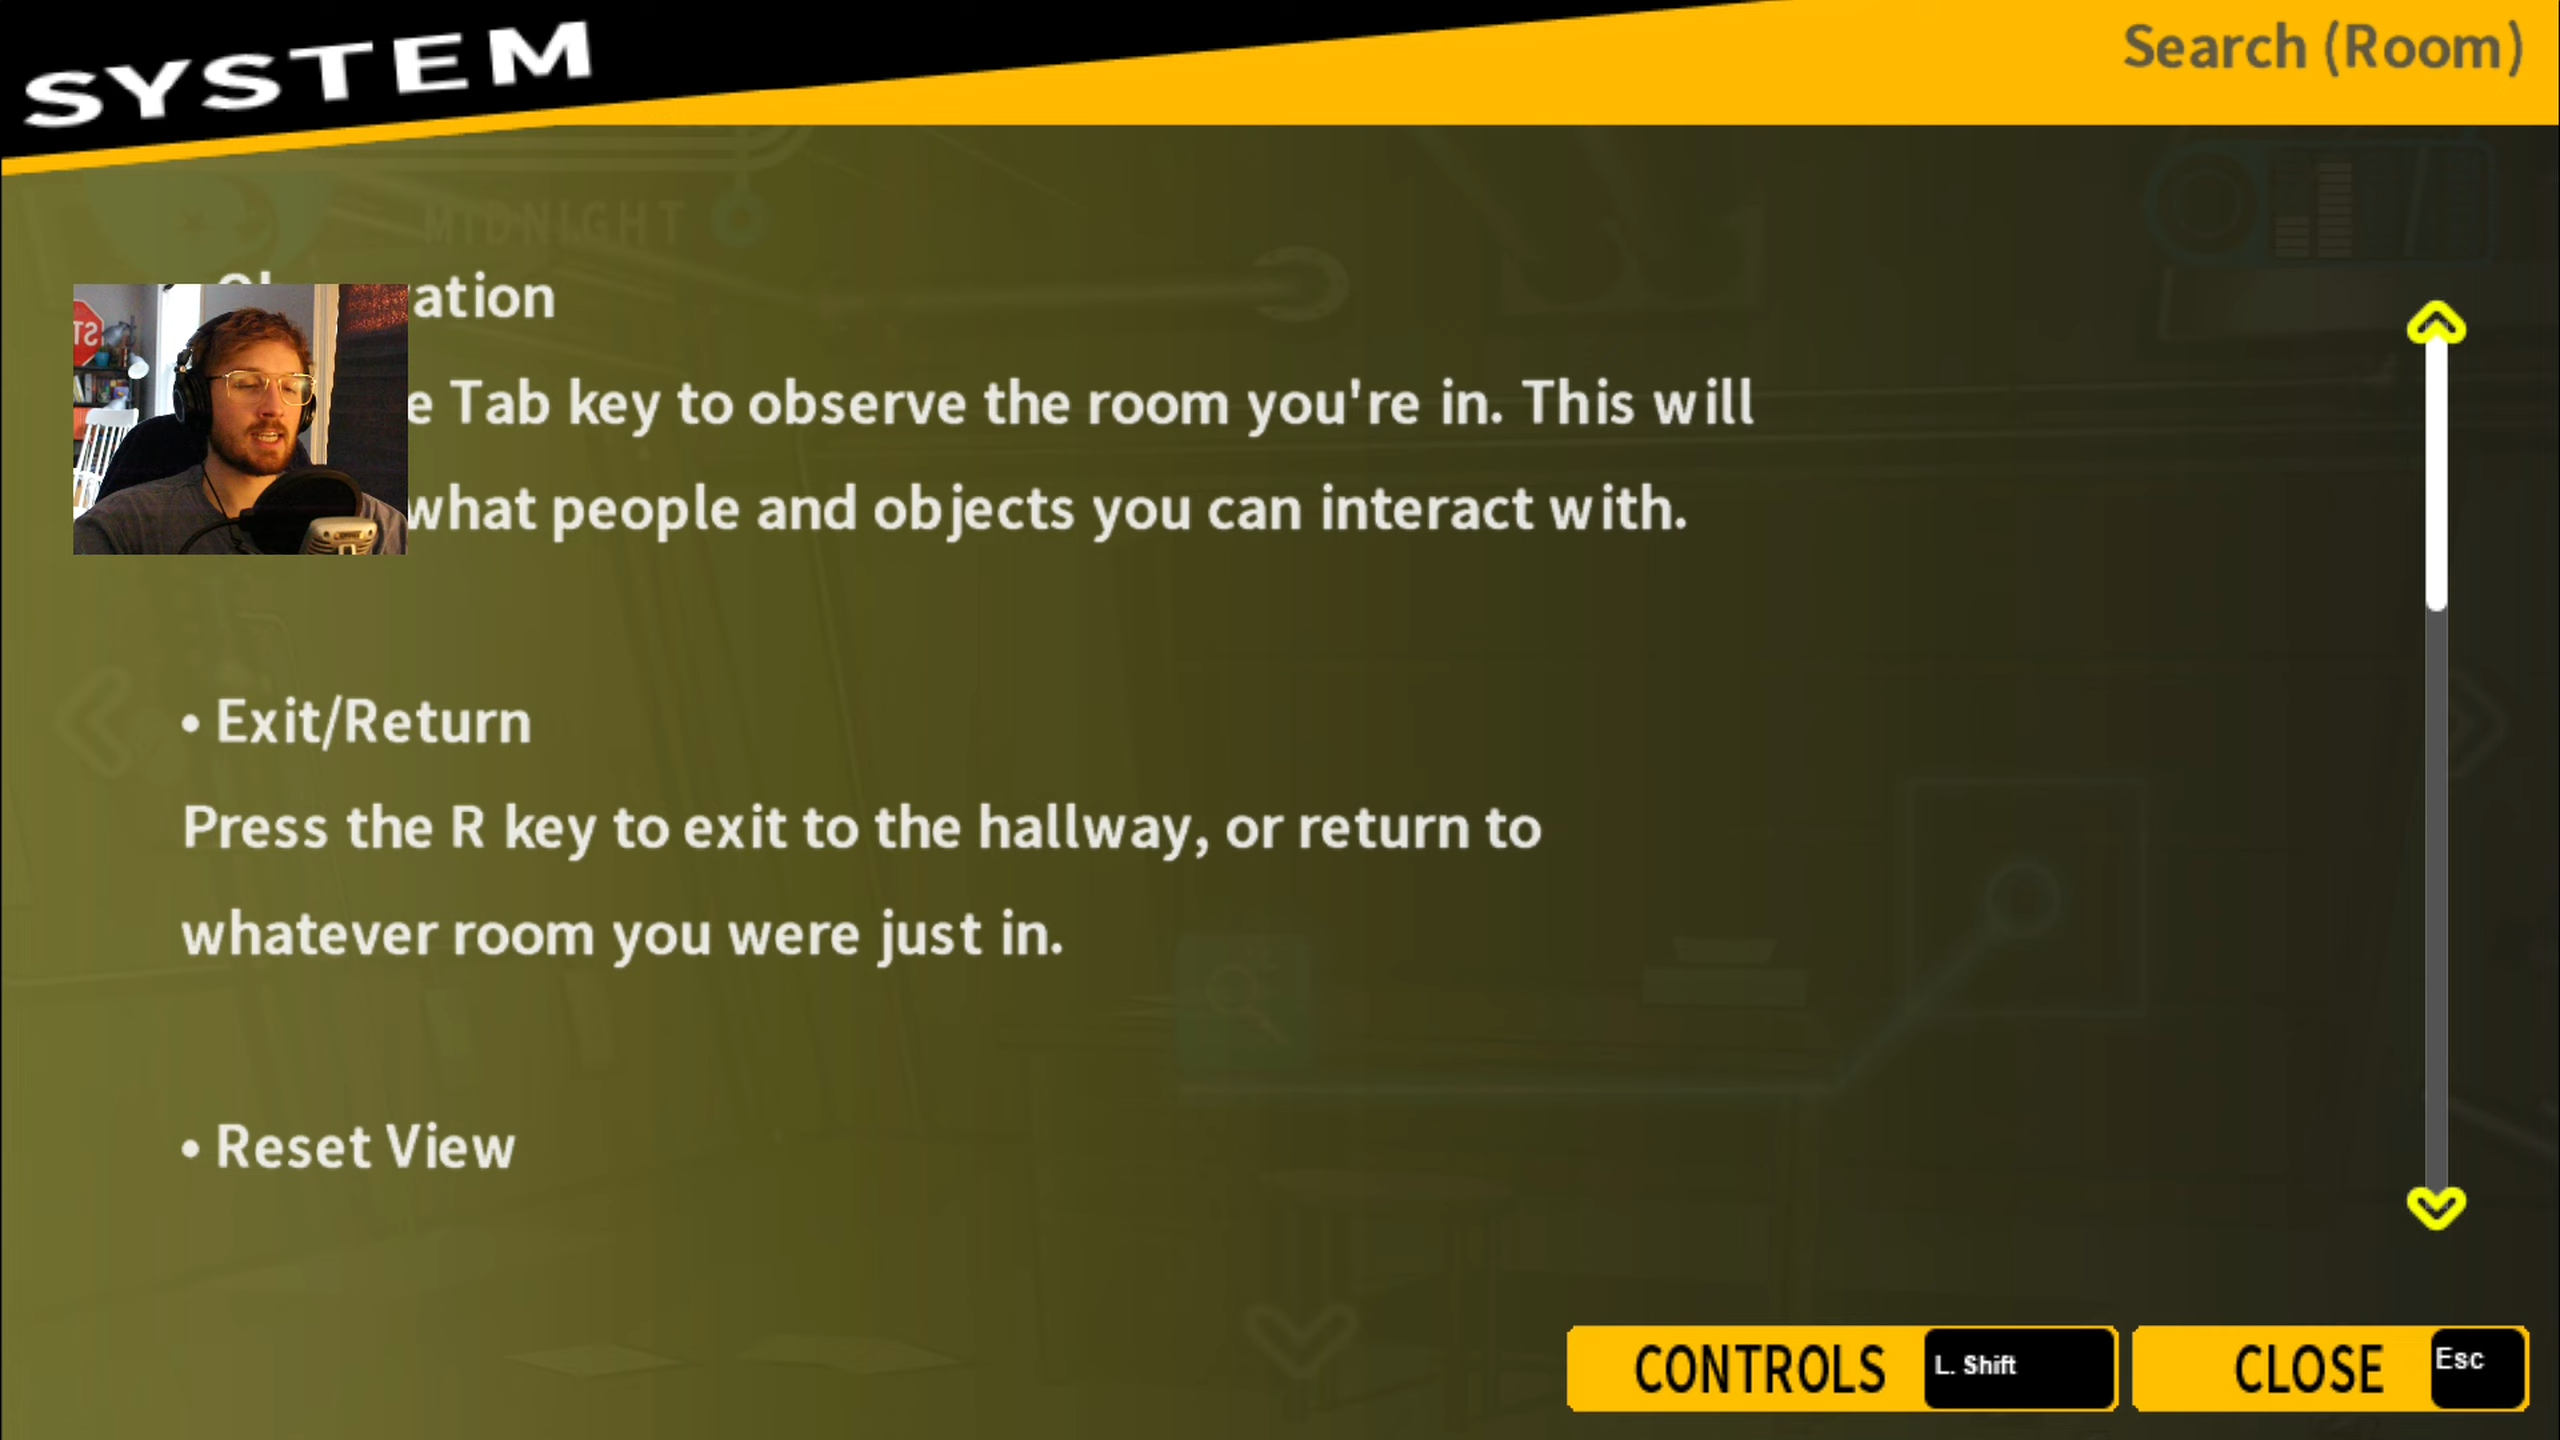 SYSTEM
Search (Room)
MIDNIGHT
ation
e Tab key to observe the room you're in. This will
what people and objects you can interact with.
• Exit/Return
Press the R key to exit to the hallway, or return to
whatever room you were just in.
• Reset View
CONTROLS L. Shift CLOSE Esc